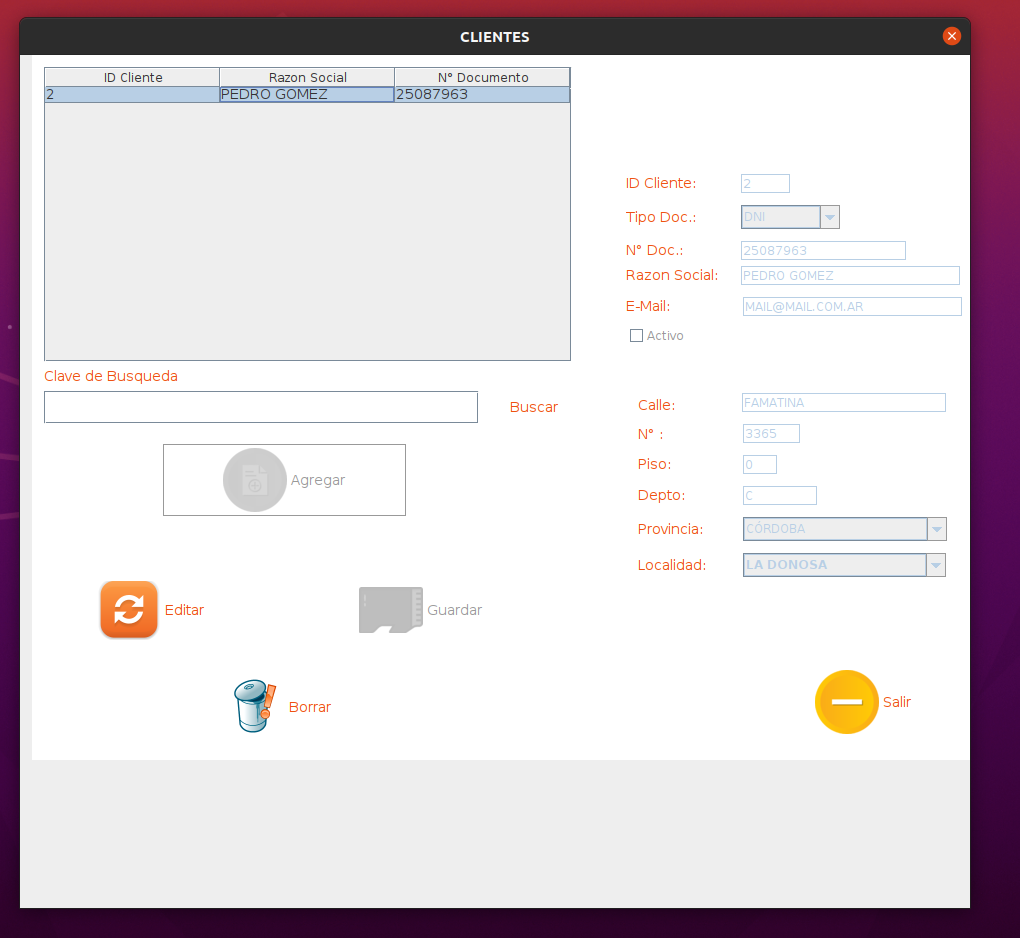 CLIENTES
ID Cliente Razon Social N° Documento
2 PEDRO GOMEZ 25087963
ID Cliente: 2
Tipo Doc.: DNI
N° Doc.: 25087963
Razon Social: PEDRO GOMEZ
E-Mail: MAIL@MAIL.COM.AR
Activo
Clave de Busqueda
Buscar
Agregar
Calle: FAMATINA
N° : 3365
Piso: 0
Depto: C
Provincia: CÓRDOBA
Localidad: LA DONOSA
Editar
Guardar
Borrar
Salir